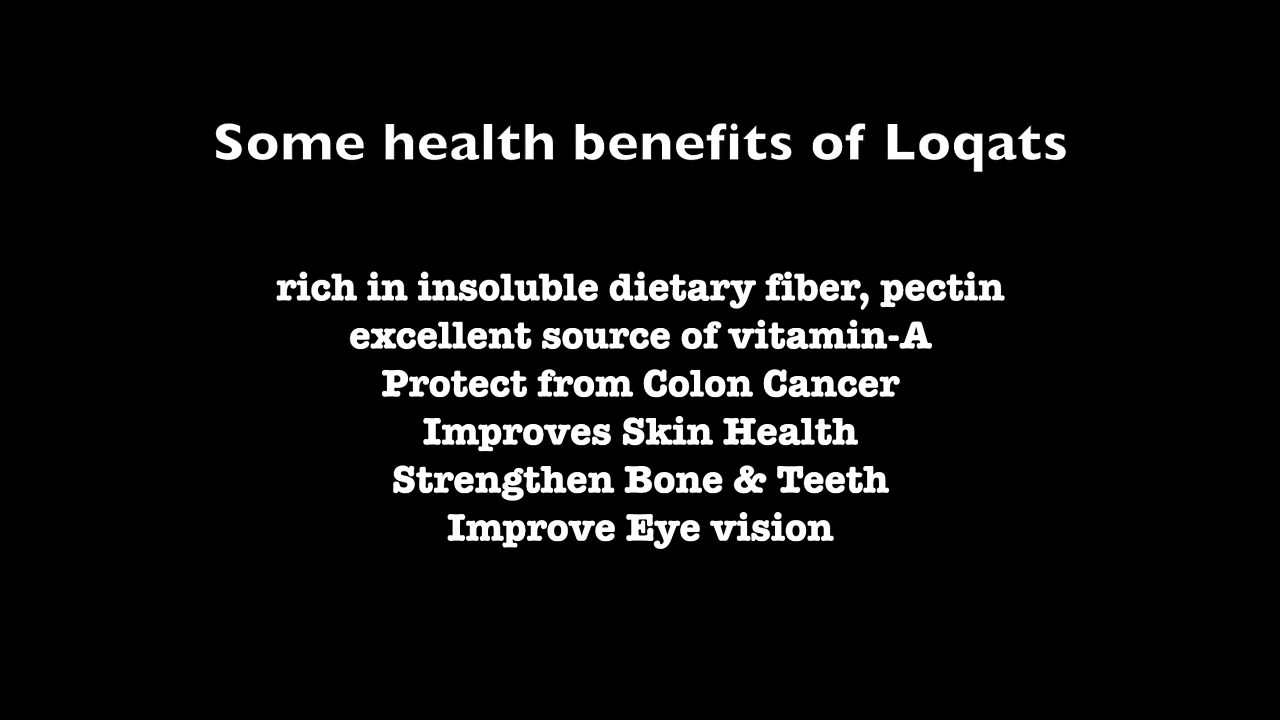 Some health benefits of Loqats
rich in insoluble dietary fiber, pectin
excellent source of vitamin-A
Protect from Colon Cancer
Improves Skin Health
Strengthen Bone & Teeth
Improve Eye vision